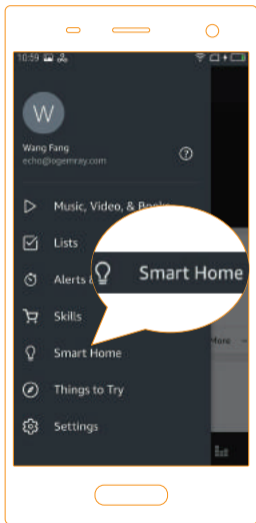 10:59
W
Wang Fang
echo@ogemray.com
Music, Video, & Books
Lists
Alerts &
Smart Home
Skills
Smart Home
More
Things to Try
Settings